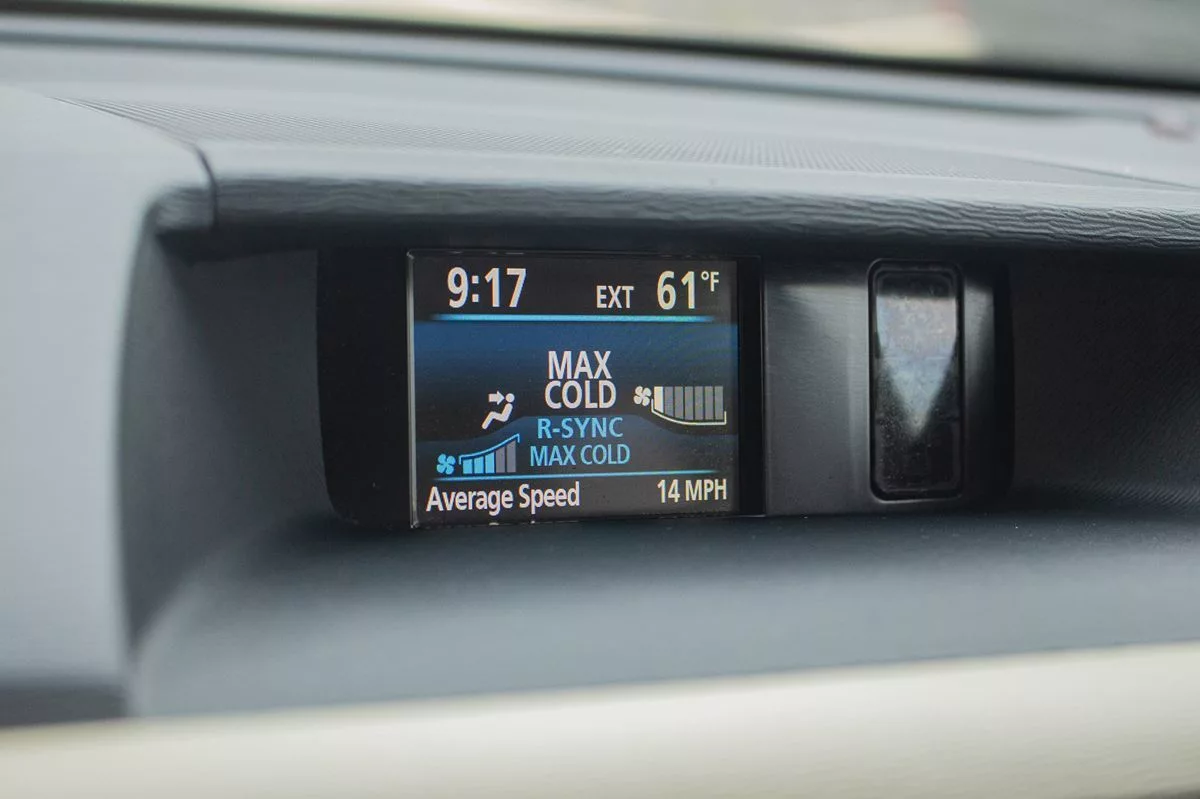 9:17 EXT 61°F
MAX
COLD
R-SYNC
MAX COLD
Average Speed 14 MPH